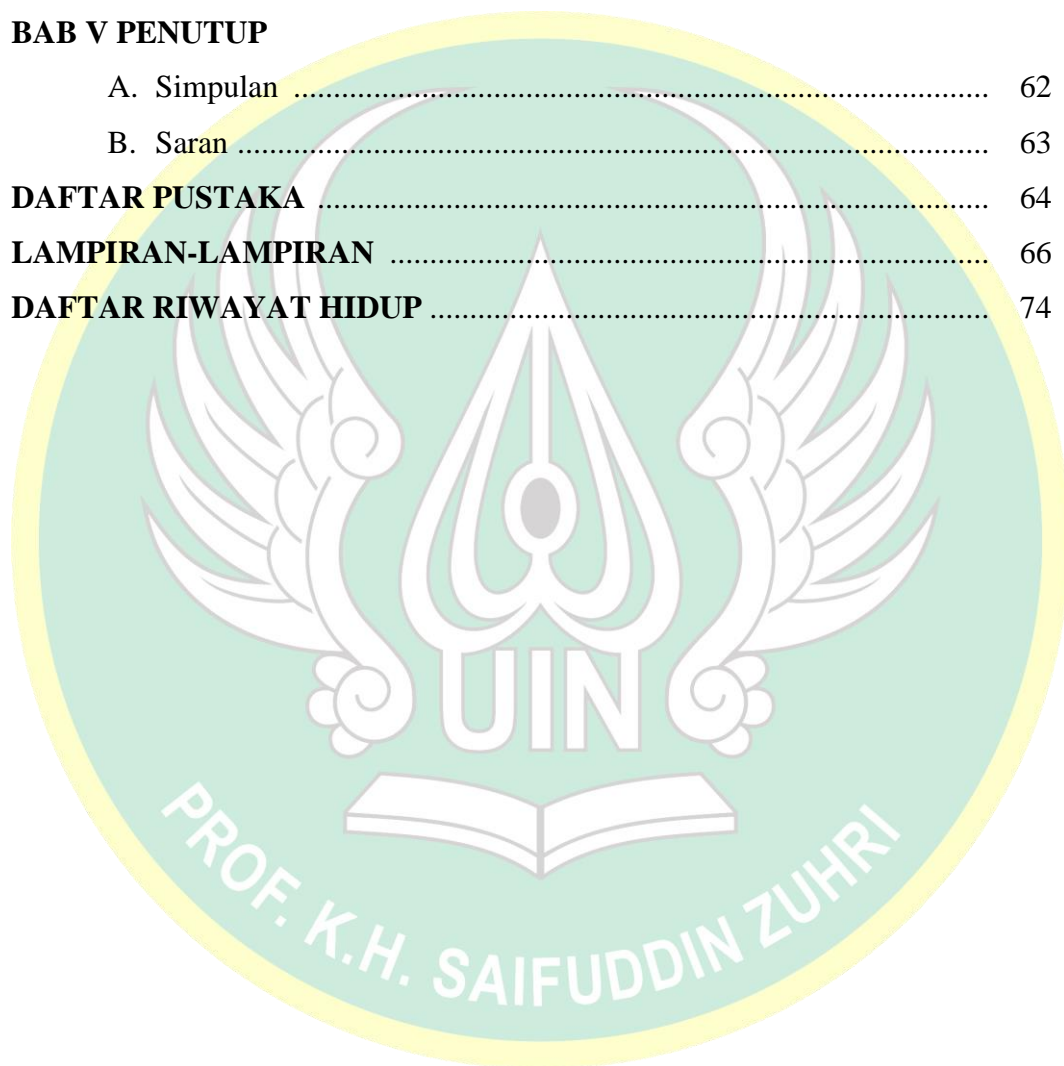 BAB V PENUTUP
A. Simpulan ........................................................................................ 62
B. Saran ............................................................................................... 63
DAFTAR PUSTAKA ..................................................................................... 64
LAMPIRAN-LAMPIRAN ............................................................................ 66
DAFTAR RIWAYAT HIDUP ....................................................................... 74
UIN
PROF. K.H. SAIFUDDIN ZUHRI